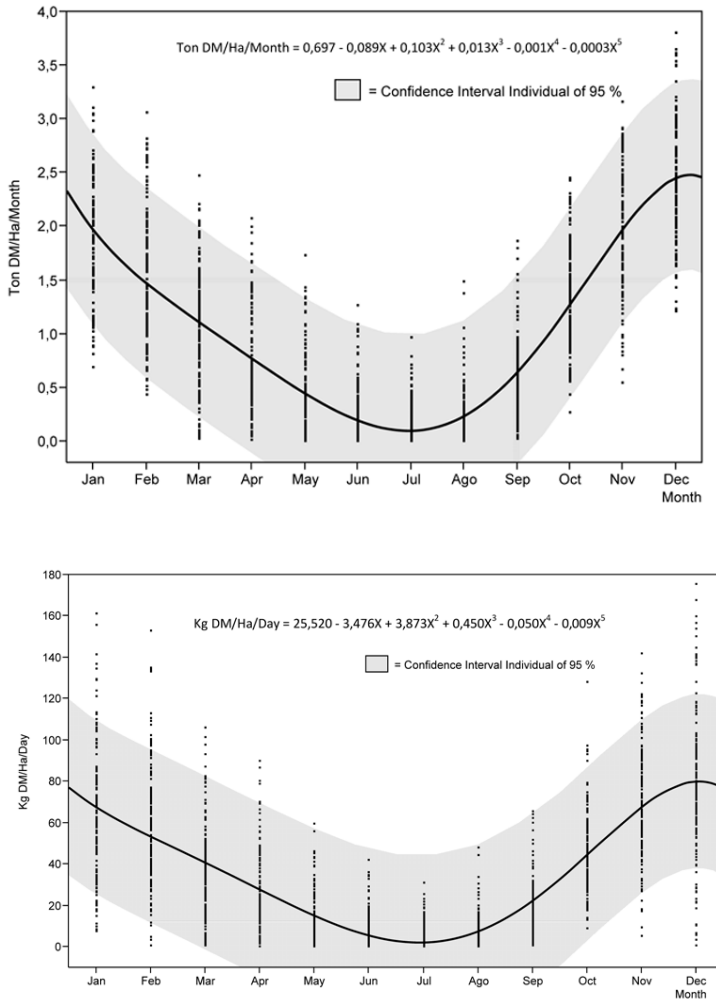 4,0
Ton DM/Ha/Month = 0,697 - 0,089X + 0,103X² + 0,013X³ - 0,001X⁴ - 0,0003X⁵
3,5
= Confidence Interval Individual of 95 %
3,0
2,5
2,0
1,5
1,0
0,5
0,0
Ton DM/Ha/Month
Jan Feb Mar Apr May Jun Jul Ago Sep Oct Nov Dec
Month
180
Kg DM/Ha/Day = 25,520 - 3,476X + 3,873X² + 0,450X³ - 0,050X⁴ - 0,009X⁵
160
140
= Confidence Interval Individual of 95 %
120
100
80
60
40
20
0
Kg DM/Ha/Day
Jan Feb Mar Apr May Jun Jul Ago Sep Oct Nov Dec
Month